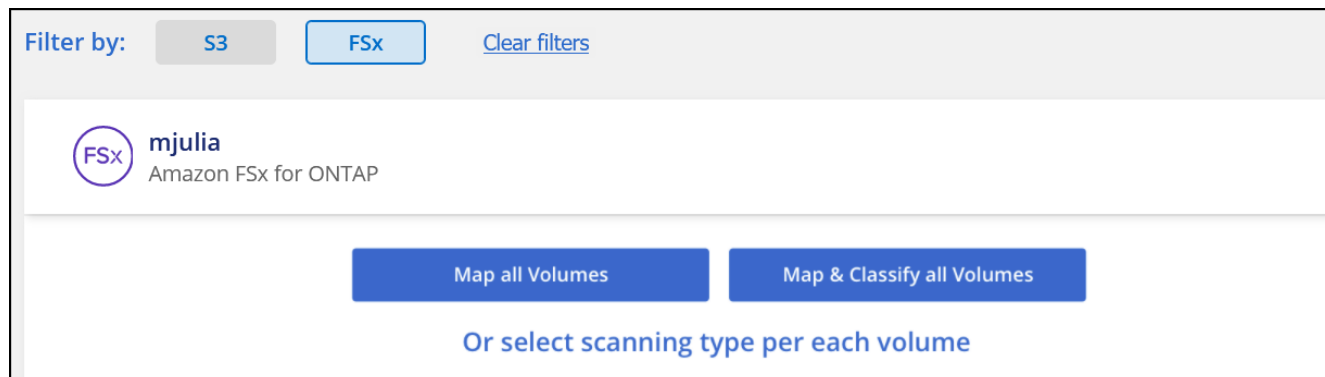 Filter by: S3 FSx Clear filters
FSx mjulia
Amazon FSx for ONTAP
Map all Volumes Map & Classify all Volumes
Or select scanning type per each volume